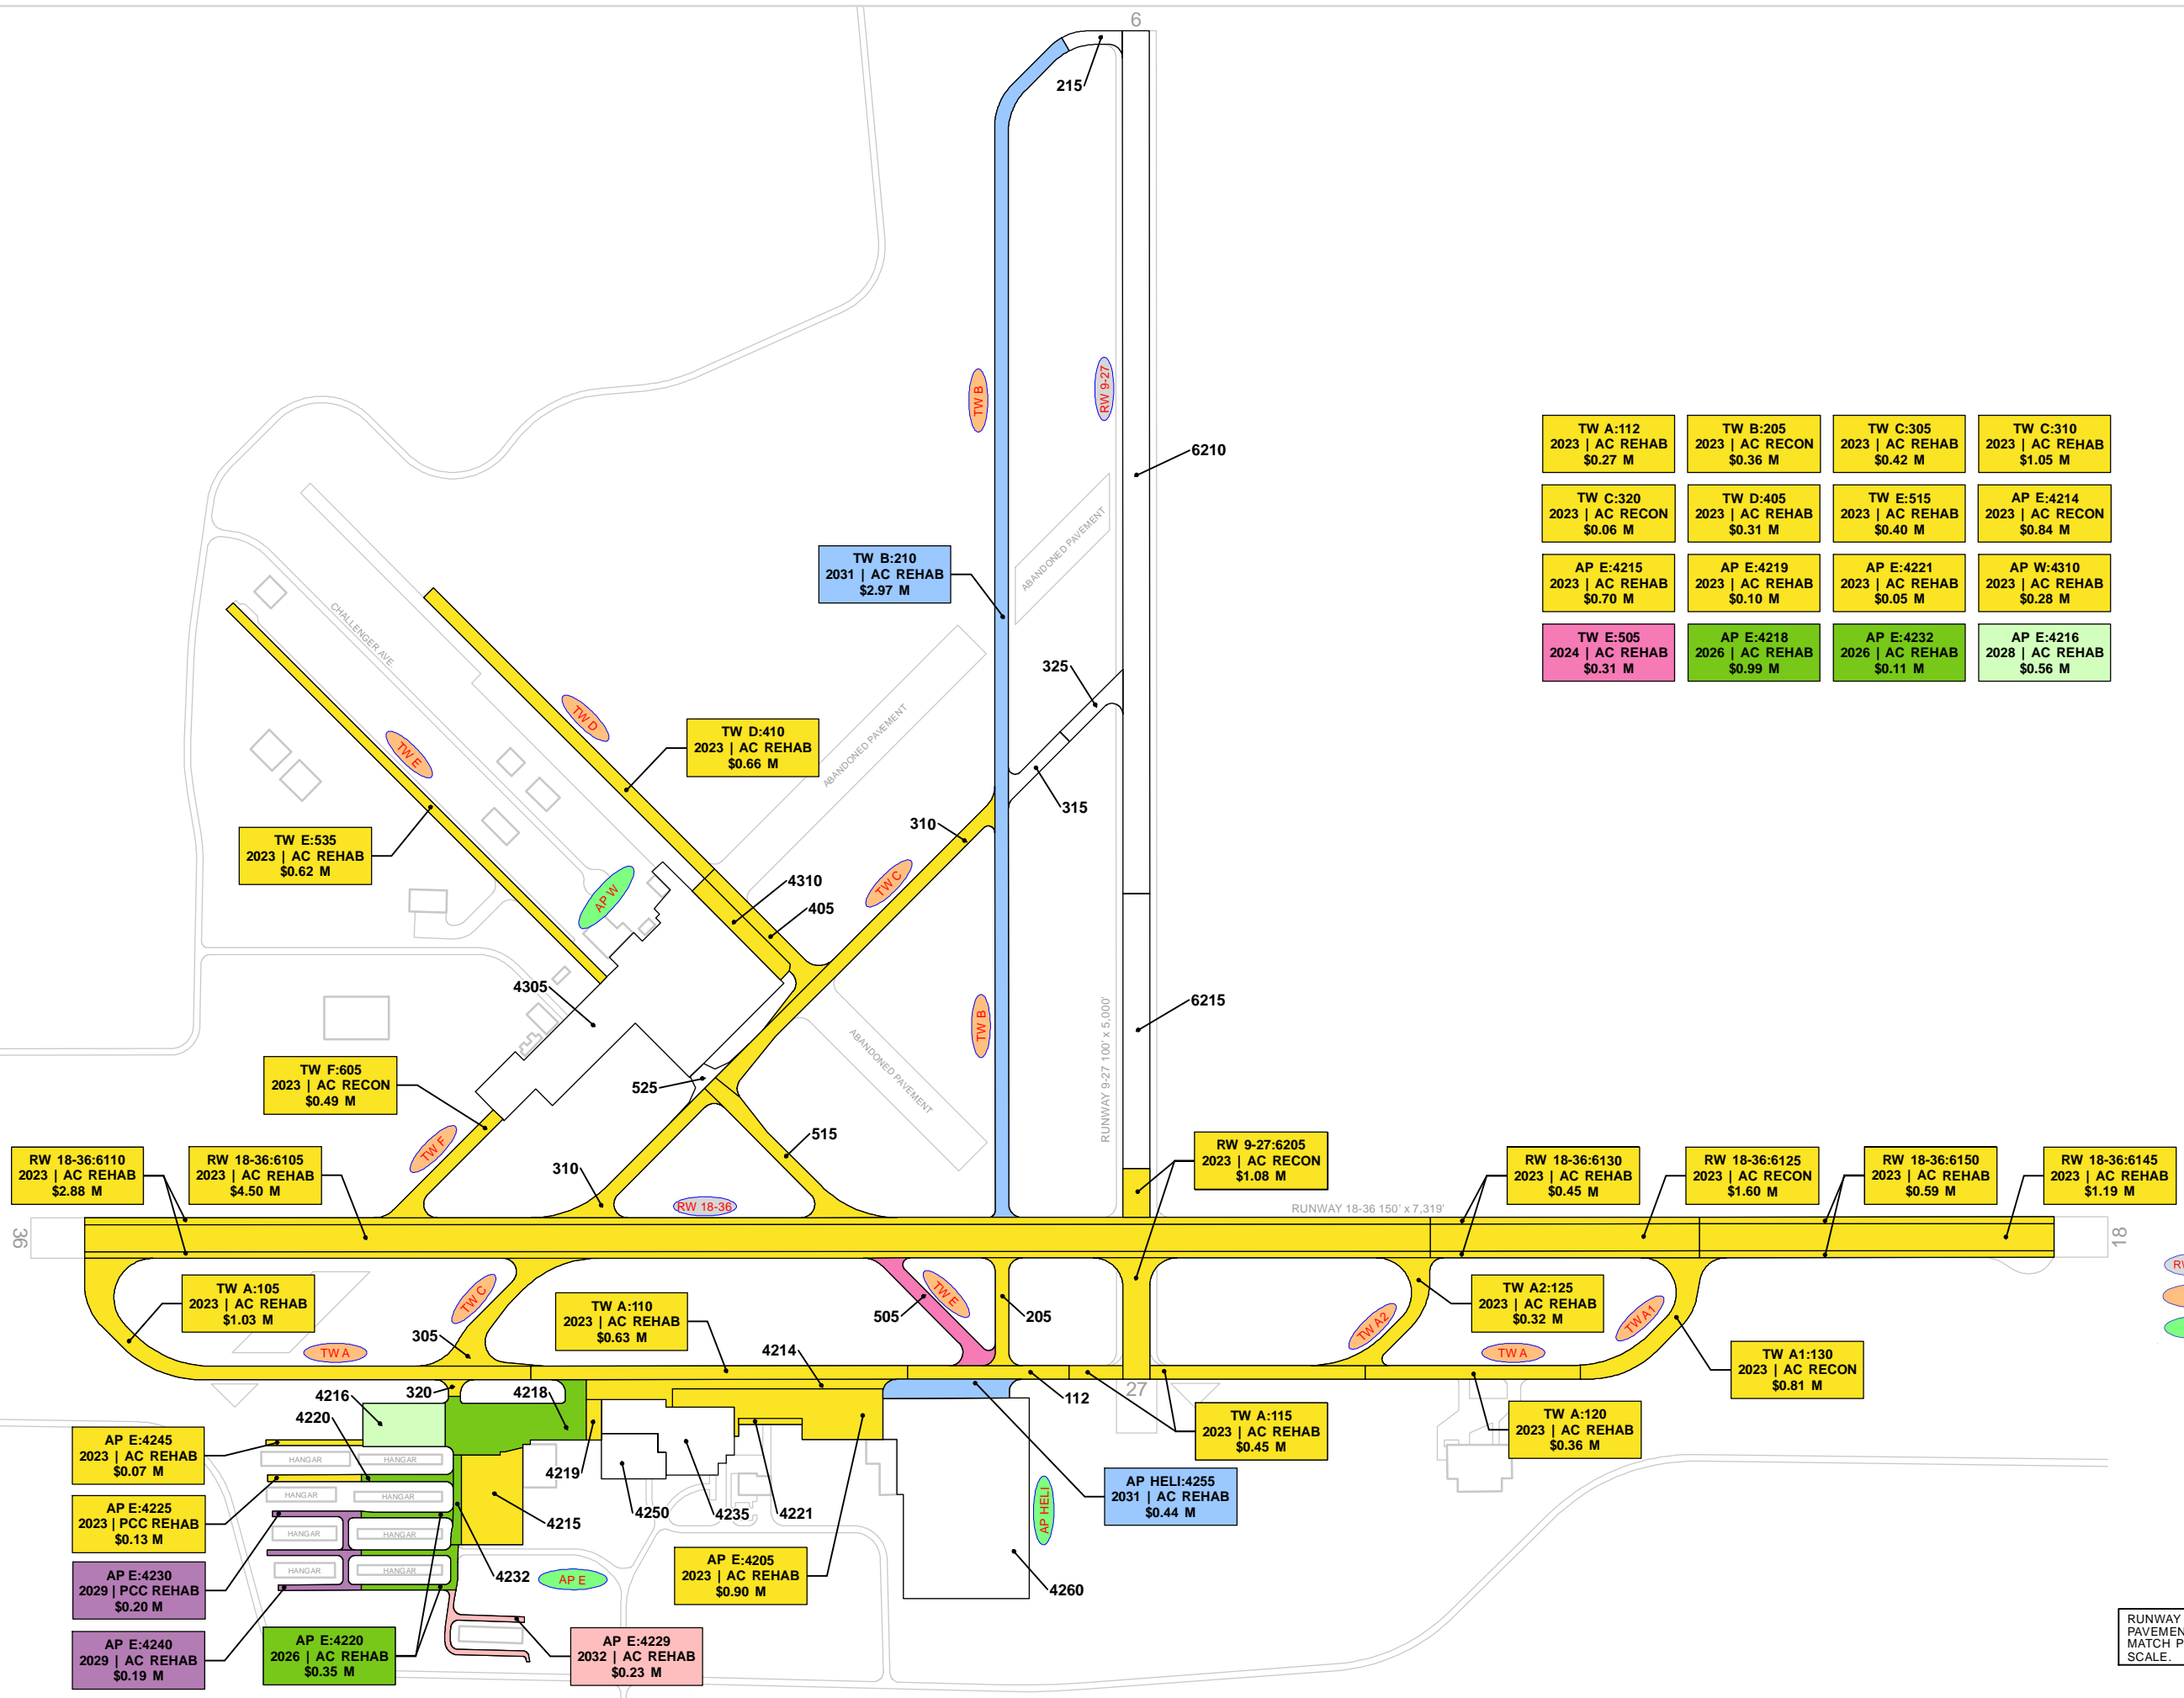 6
215
TW B
RW 9-27
6210
ABANDONED PAVEMENT
TW A:112
2023 | AC REHAB
$0.27 M
TW B:205
2023 | AC RECON
$0.36 M
TW C:305
2023 | AC REHAB
$0.42 M
TW C:310
2023 | AC REHAB
$1.05 M
TW C:320
2023 | AC RECON
$0.06 M
TW D:405
2023 | AC REHAB
$0.31 M
TW E:515
2023 | AC REHAB
$0.40 M
AP E:4214
2023 | AC RECON
$0.84 M
AP E:4215
2023 | AC REHAB
$0.70 M
AP E:4219
2023 | AC REHAB
$0.10 M
AP E:4221
2023 | AC REHAB
$0.05 M
AP W:4310
2023 | AC REHAB
$0.28 M
TW E:505
2024 | AC REHAB
$0.31 M
AP E:4218
2026 | AC REHAB
$0.99 M
AP E:4232
2026 | AC REHAB
$0.11 M
AP E:4216
2028 | AC REHAB
$0.56 M
TW B:210
2031 | AC REHAB
$2.97 M
CHALLENGER AVE.
325
TW D
TW E
TW D:410
2023 | AC REHAB
$0.66 M
ABANDONED PAVEMENT
315
310
TW E:535
2023 | AC REHAB
$0.62 M
AP W
TW C
4310
405
4305
6215
TW B
RUNWAY 9-27 100' x 5,000'
ABANDONED PAVEMENT
TW F:605
2023 | AC RECON
$0.49 M
525
515
TW F
310
RW 18-36
RW 18-36:6110
2023 | AC REHAB
$2.88 M
RW 18-36:6105
2023 | AC REHAB
$4.50 M
RW 9-27:6205
2023 | AC RECON
$1.08 M
RW 18-36:6130
2023 | AC REHAB
$0.45 M
RW 18-36:6125
2023 | AC RECON
$1.60 M
RW 18-36:6150
2023 | AC REHAB
$0.59 M
RW 18-36:6145
2023 | AC REHAB
$1.19 M
RUNWAY 18-36 150' x 7,319'
36
18
TW A:105
2023 | AC REHAB
$1.03 M
TW C
TW A
305
TW A:110
2023 | AC REHAB
$0.63 M
505
TW E
205
TW A2
TW A2:125
2023 | AC REHAB
$0.32 M
TW A1
TW A
TW A1:130
2023 | AC RECON
$0.81 M
4214
112
27
4216
320
4218
4220
TW A:115
2023 | AC REHAB
$0.45 M
TW A:120
2023 | AC REHAB
$0.36 M
AP E:4245
2023 | AC REHAB
$0.07 M
HANGAR
HANGAR
HANGAR
HANGAR
HANGAR
HANGAR
HANGAR
HANGAR
AP E:4225
2023 | PCC REHAB
$0.13 M
4219
4250
4235
4221
4215
AP HELI
AP HELI:4255
2031 | AC REHAB
$0.44 M
AP E:4230
2029 | PCC REHAB
$0.20 M
4232
AP E
AP E:4205
2023 | AC REHAB
$0.90 M
4260
AP E:4240
2029 | AC REHAB
$0.19 M
AP E:4220
2026 | AC REHAB
$0.35 M
AP E:4229
2032 | AC REHAB
$0.23 M
RUNWAY
PAVEMEN
MATCH P
SCALE.